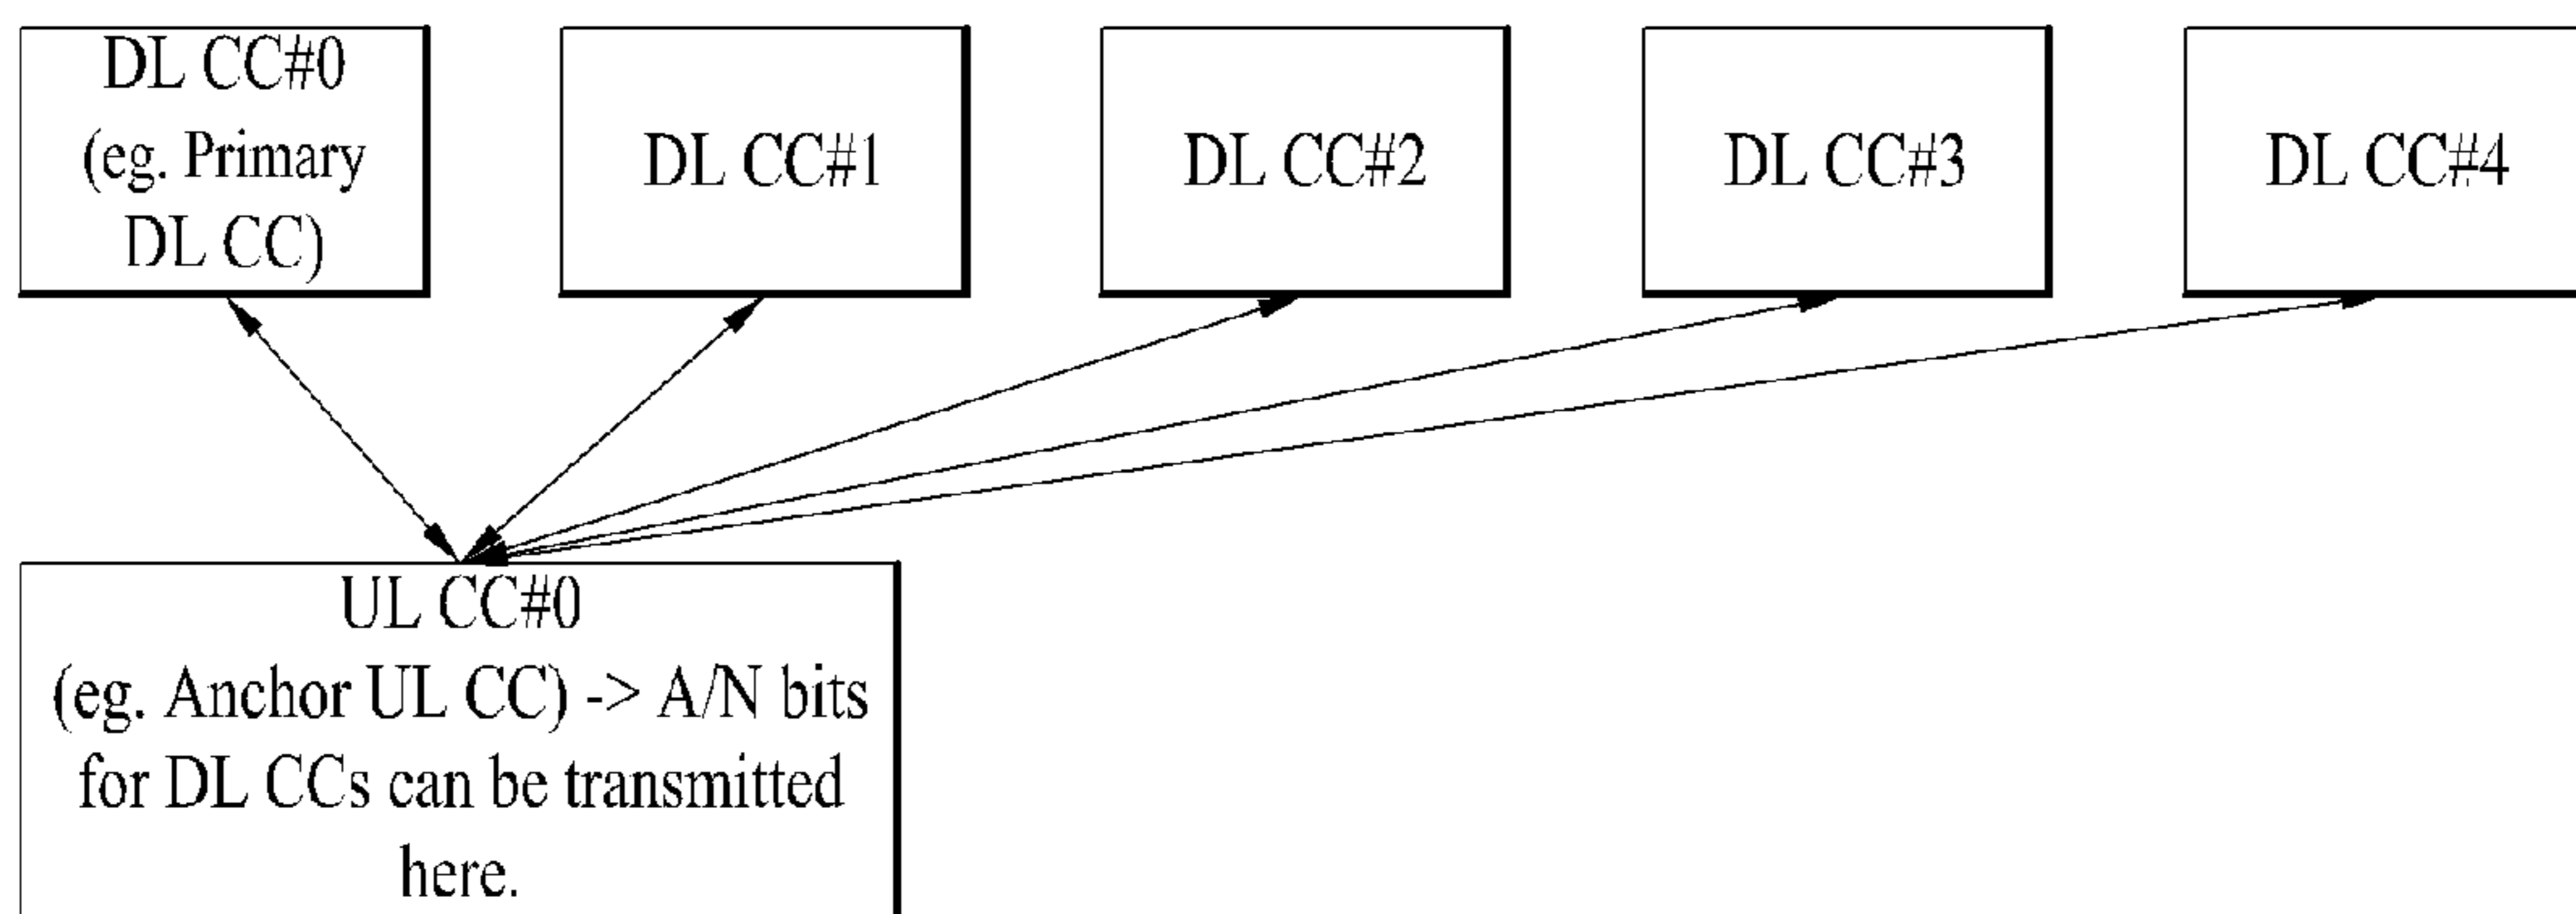 DL CC#0
(eg. Primary
DL CC)
DL CC#1
DL CC#2
DL CC#3
DL CC#4
UL CC#0
(eg. Anchor UL CC) -> A/N bits
for DL CCs can be transmitted
here.